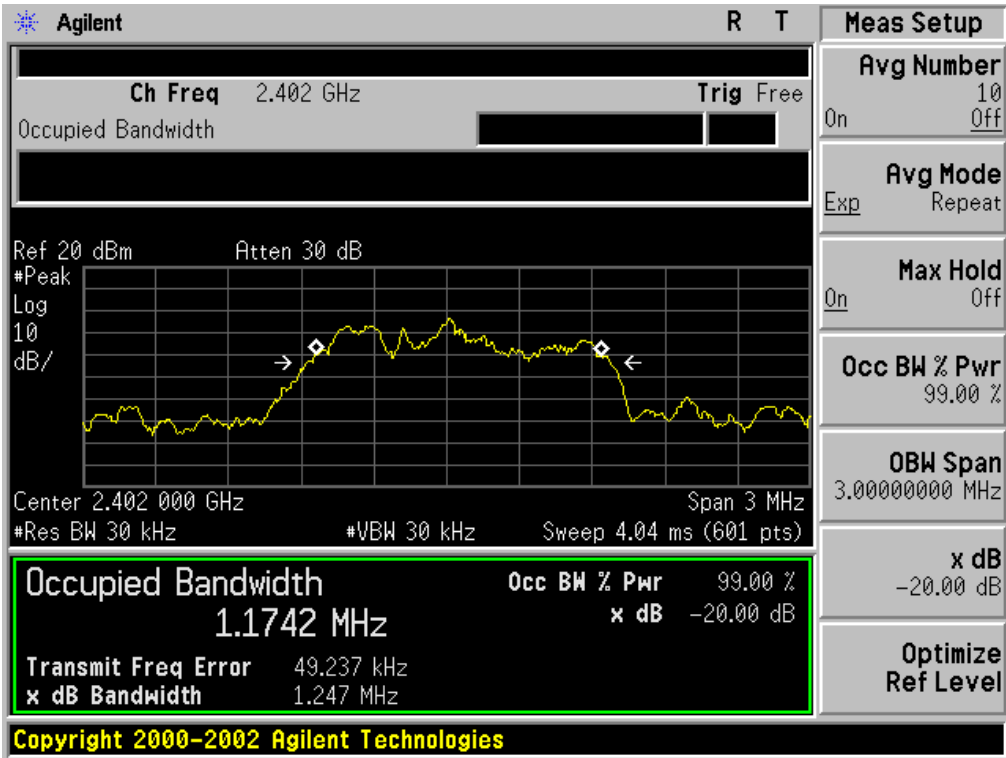 Agilent R T
Ch Freq 2.402 GHz Trig Free
Occupied Bandwidth
Ref 20 dBm Atten 30 dB
#Peak
Log
10
dB/
Center 2.402 000 GHz Span 3 MHz
#Res BW 30 kHz #VBW 30 kHz Sweep 4.04 ms (601 pts)
Occupied Bandwidth Occ BW % Pwr 99.00 %
1.1742 MHz x dB -20.00 dB
Transmit Freq Error 49.237 kHz
x dB Bandwidth 1.247 MHz
Copyright 2000-2002 Agilent Technologies
Meas Setup
Avg Number
10
On Off
Avg Mode
Exp Repeat
Max Hold
On Off
Occ BW % Pwr
99.00 %
OBW Span
3.00000000 MHz
x dB
-20.00 dB
Optimize
Ref Level